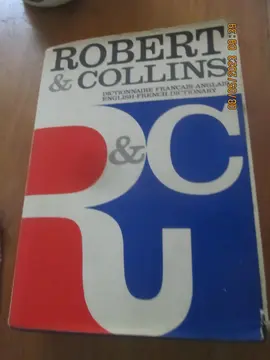 ROBERT
& COLLINS
DICTIONNAIRE FRANÇAIS·ANGLAIS
ENGLISH·FRENCH DICTIONARY
R&C